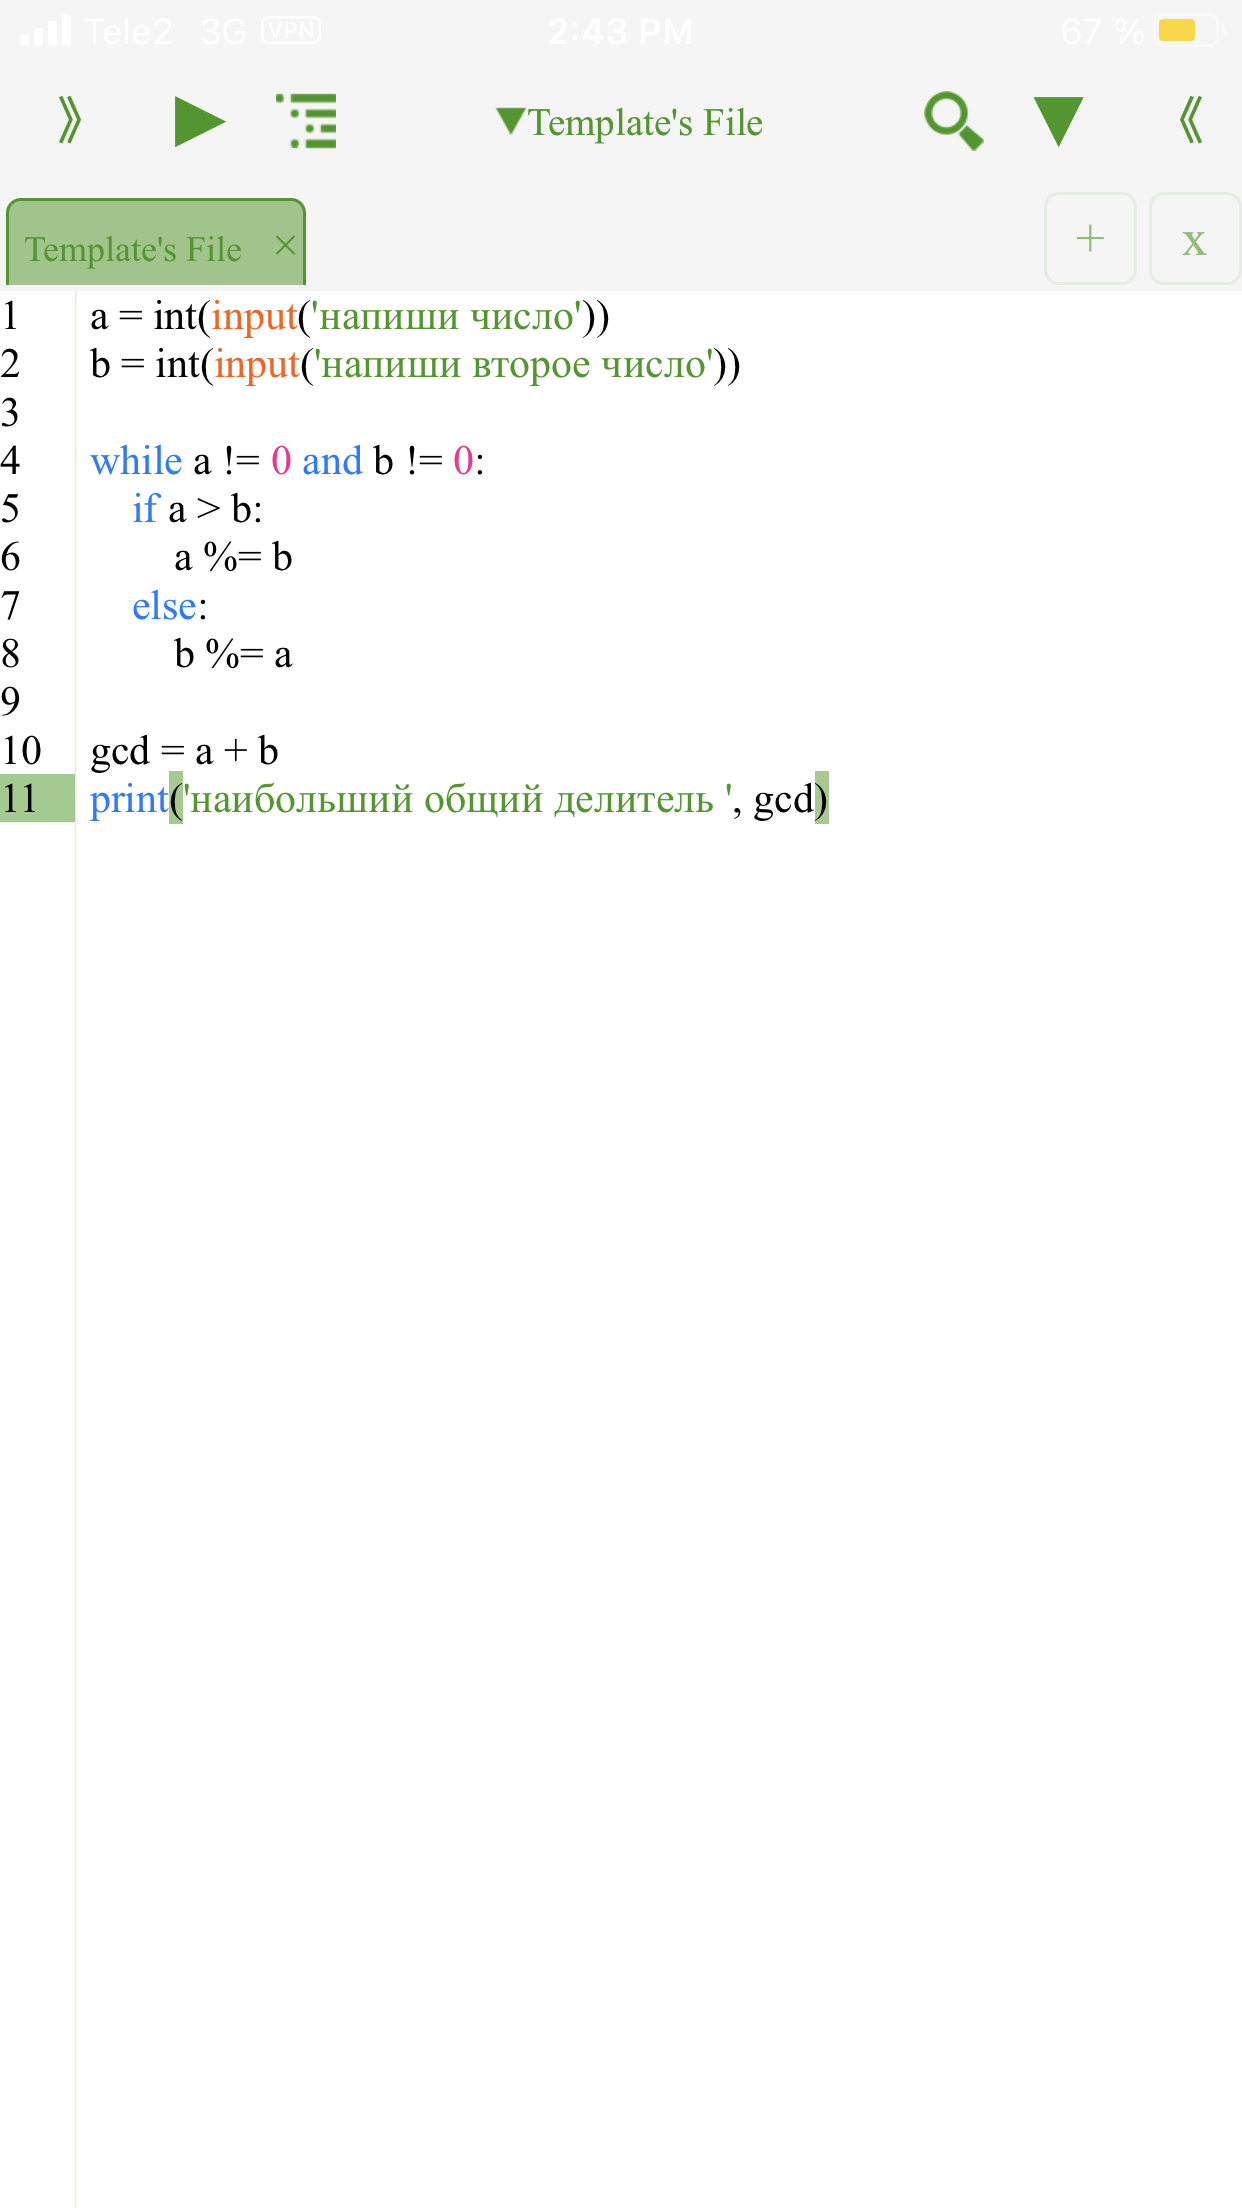 Tele2 3G VPN 2:43 PM 67 %
Template's File
Template's File ×
+ x
1 a = int(input('напиши число'))
2 b = int(input('напиши второе число'))
3
4 while a != 0 and b != 0:
5 if a > b:
6 a %= b
7 else:
8 b %= a
9
10 gcd = a + b
11 print('наибольший общий делитель ', gcd)